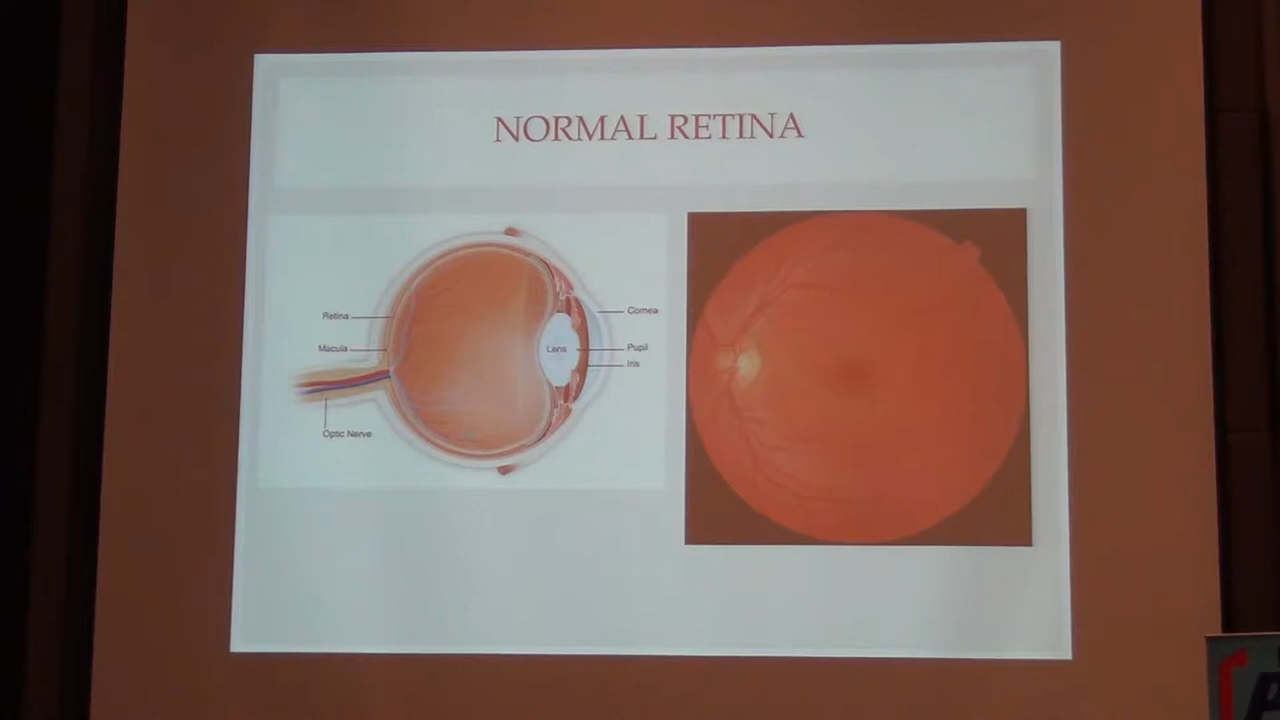 NORMAL RETINA
Retina
Macula
Optic Nerve
Lens
Cornea
Pupil
Iris